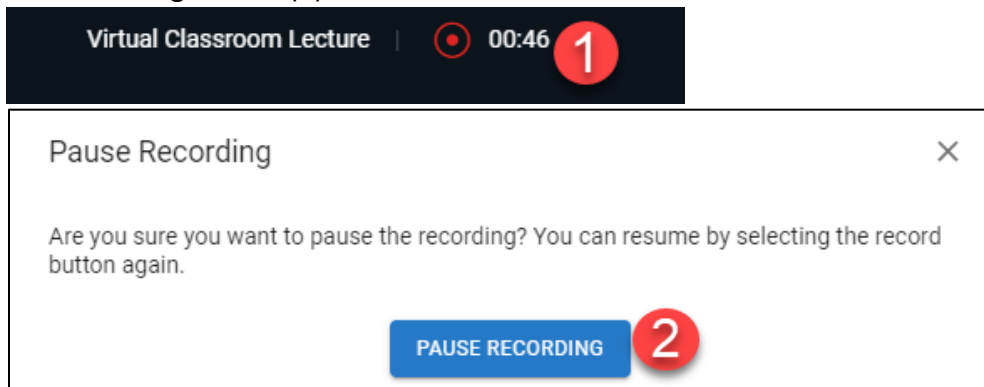 Virtual Classroom Lecture | 00:46 1
Pause Recording
Are you sure you want to pause the recording? You can resume by selecting the record
button again.
PAUSE RECORDING 2